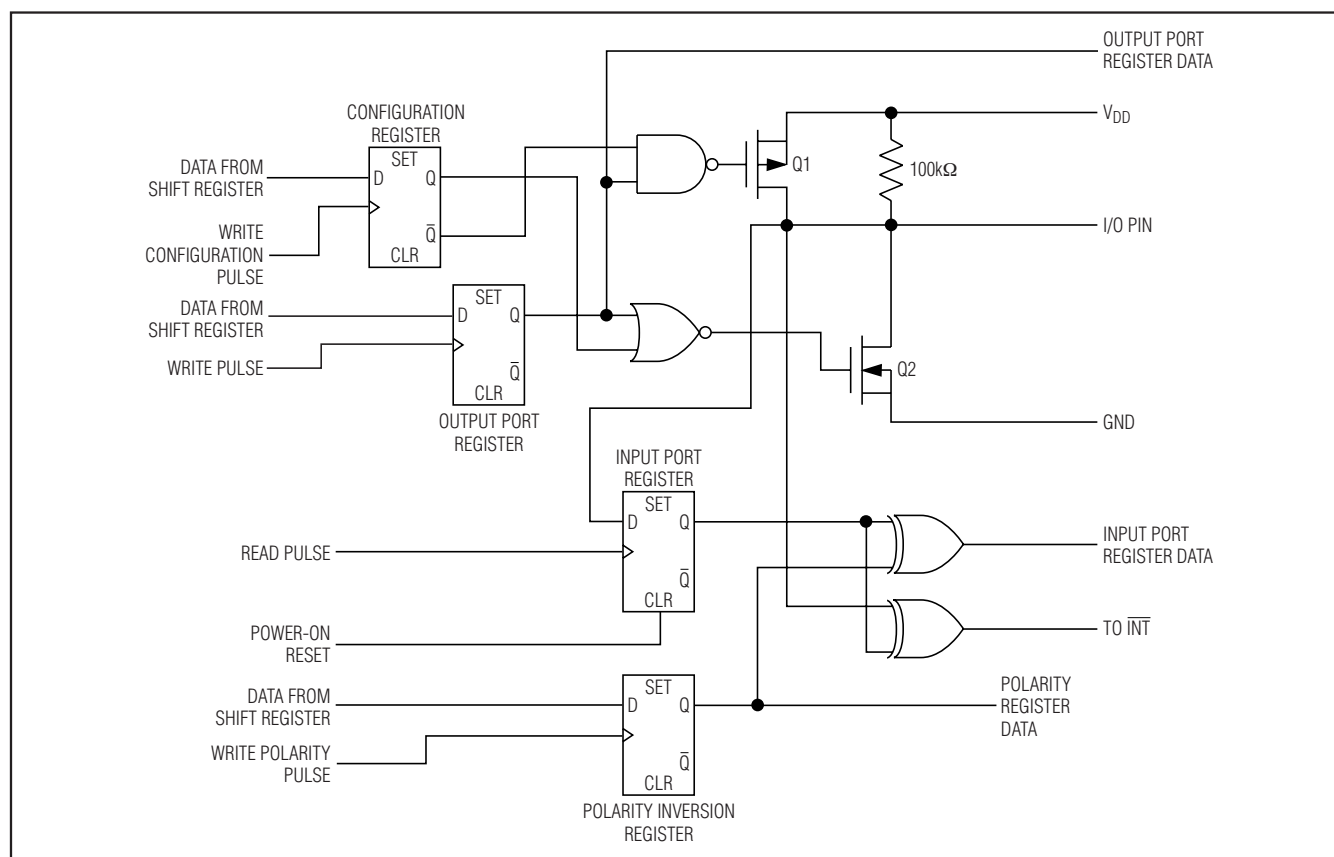 OUTPUT PORT
REGISTER DATA
CONFIGURATION
REGISTER
V_DD
DATA FROM
SHIFT REGISTER
SET
D
Q
Q̅
CLR
Q1
100kΩ
WRITE
CONFIGURATION
PULSE
I/O PIN
DATA FROM
SHIFT REGISTER
SET
D
Q
Q̅
CLR
WRITE PULSE
Q2
OUTPUT PORT
REGISTER
GND
INPUT PORT
REGISTER
SET
D
Q
Q̅
CLR
READ PULSE
INPUT PORT
REGISTER DATA
POWER-ON
RESET
TO I̅N̅T̅
DATA FROM
SHIFT REGISTER
SET
D
Q
Q̅
CLR
POLARITY
REGISTER
DATA
WRITE POLARITY
PULSE
POLARITY INVERSION
REGISTER